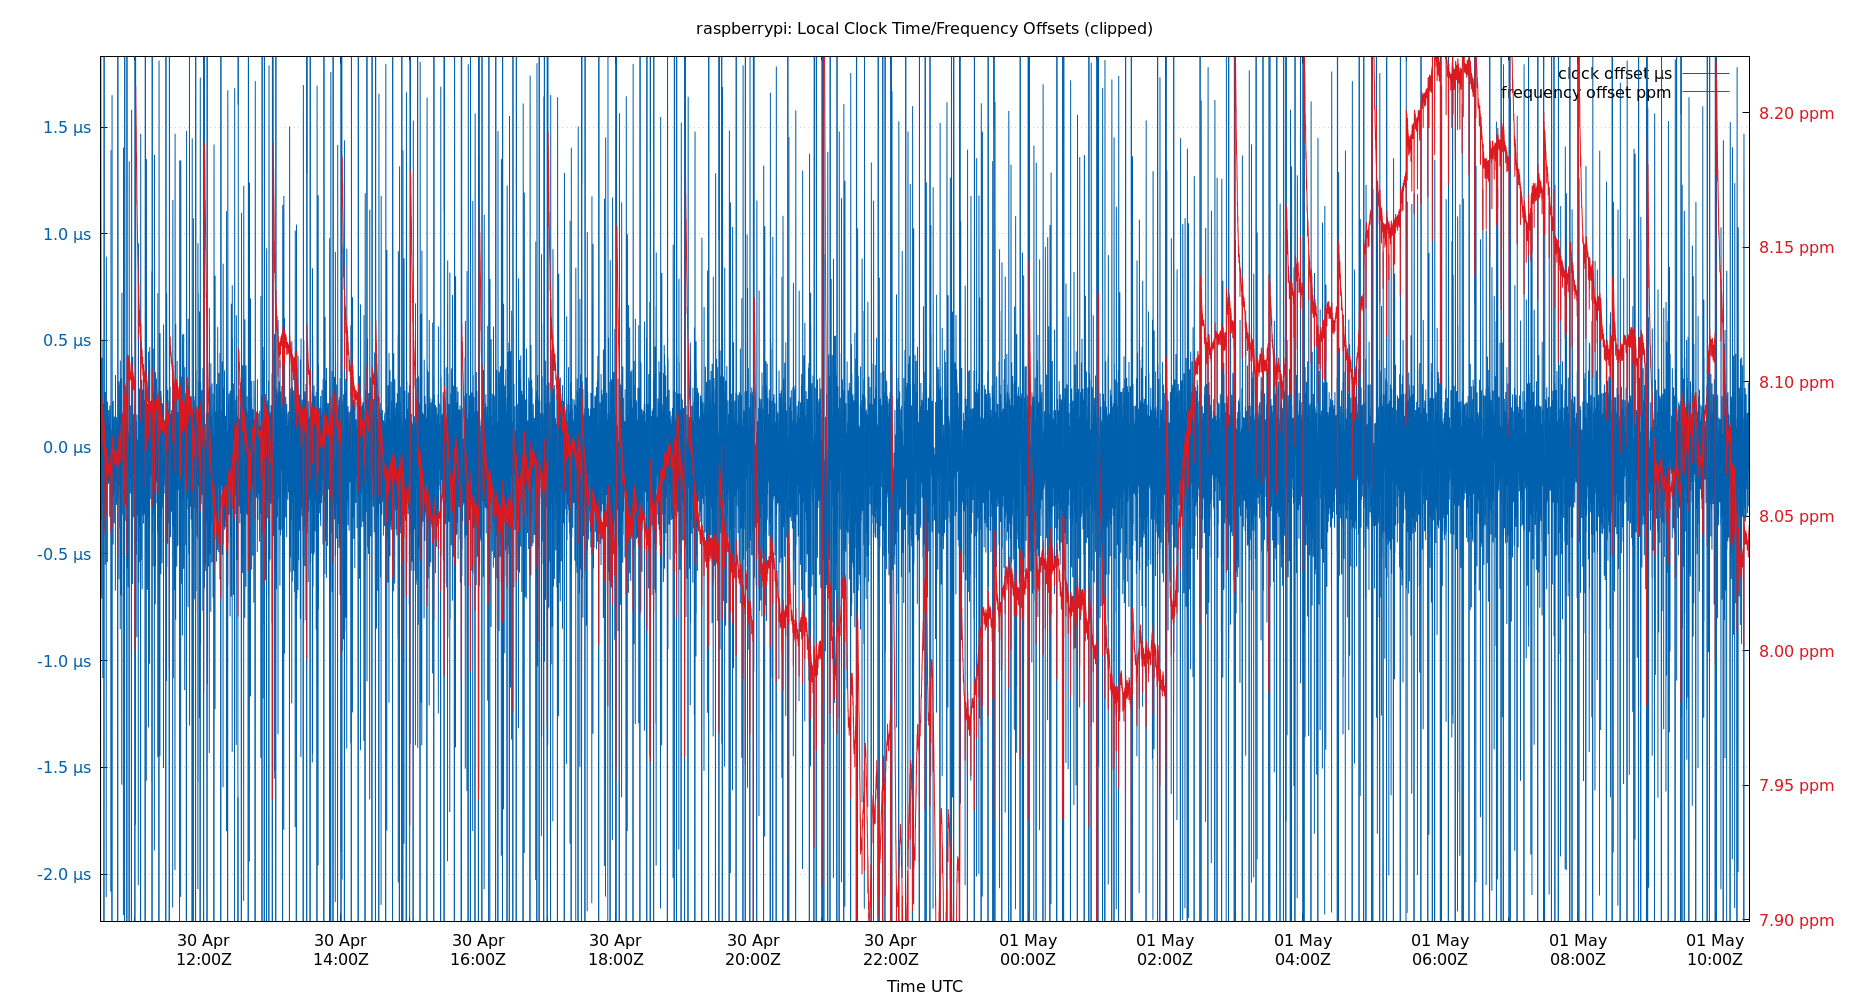 raspberrypi: Local Clock Time/Frequency Offsets (clipped)
clock offset µs
frequency offset ppm
1.5 µs
1.0 µs
0.5 µs
0.0 µs
-0.5 µs
-1.0 µs
-1.5 µs
-2.0 µs
8.20 ppm
8.15 ppm
8.10 ppm
8.05 ppm
8.00 ppm
7.95 ppm
7.90 ppm
30 Apr 30 Apr 30 Apr 30 Apr 30 Apr 30 Apr 01 May 01 May 01 May 01 May 01 May 01 May
12:00Z 14:00Z 16:00Z 18:00Z 20:00Z 22:00Z 00:00Z 02:00Z 04:00Z 06:00Z 08:00Z 10:00Z
Time UTC